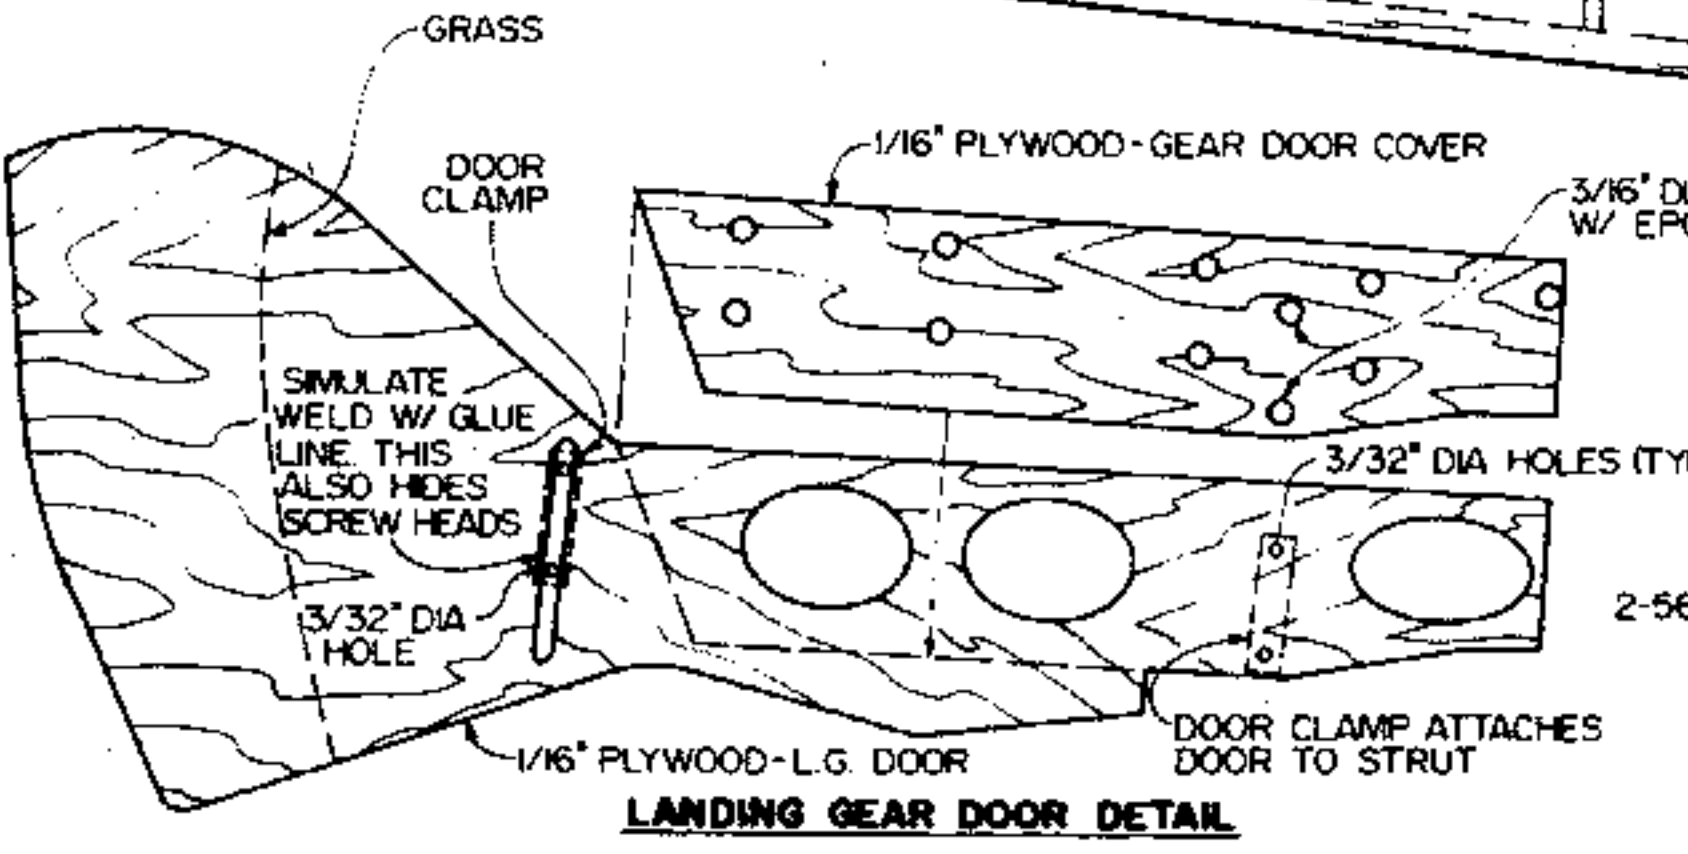 GRASS
DOOR
CLAMP
1/16" PLYWOOD-GEAR DOOR COVER
3/16" DI
W/ EPO
SIMULATE
WELD W/ GLUE
LINE. THIS
ALSO HIDES
SCREW HEADS
3/32" DIA HOLES (TY
3/32" DIA
HOLE
2-56
1/16" PLYWOOD-L.G. DOOR
DOOR CLAMP ATTACHES
DOOR TO STRUT
LANDING GEAR DOOR DETAIL